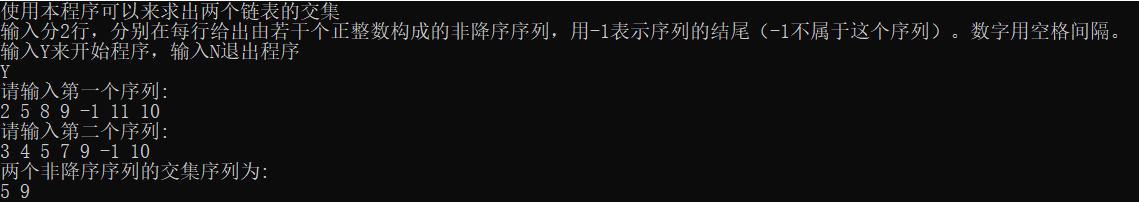 使用本程序可以来求出两个链表的交集
输入分2行，分别在每行给出由若干个正整数构成的非降序序列，用-1表示序列的结尾（-1不属于这个序列）。数字用空格间隔。
输入Y来开始程序，输入N退出程序
Y
请输入第一个序列:
2 5 8 9 -1 11 10
请输入第二个序列:
3 4 5 7 9 -1 10
两个非降序序列的交集序列为:
5 9